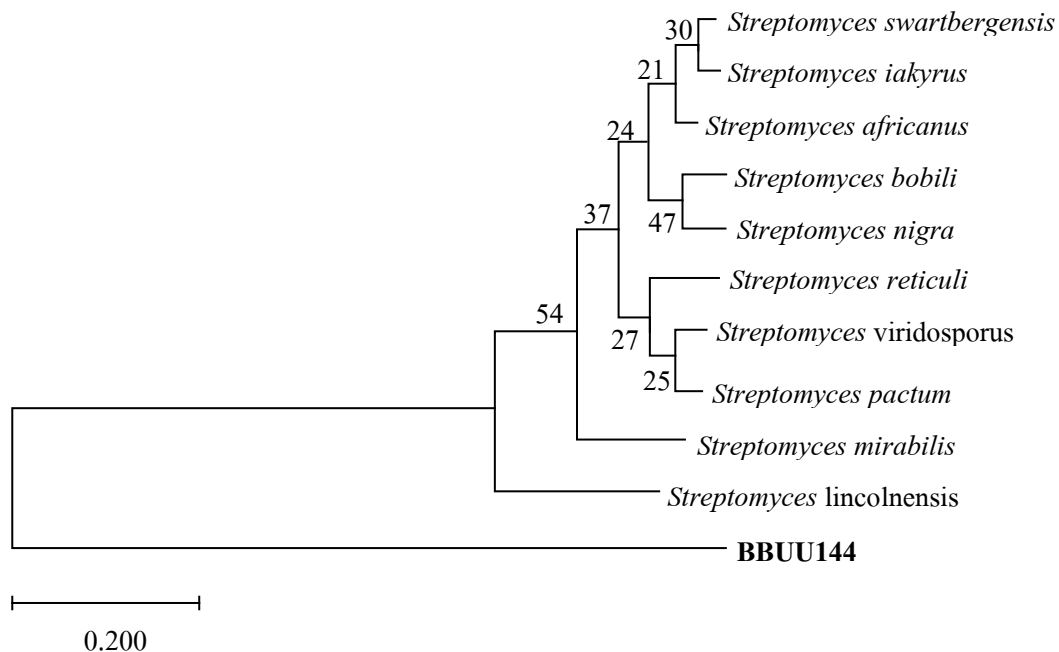 30
Streptomyces swartbergensis
21
Streptomyces iakyrus
Streptomyces africanus
24
Streptomyces bobili
37
47
Streptomyces nigra
Streptomyces reticuli
54
27
Streptomyces viridosporus
25
Streptomyces pactum
Streptomyces mirabilis
Streptomyces lincolnensis
BBUU144
0.200